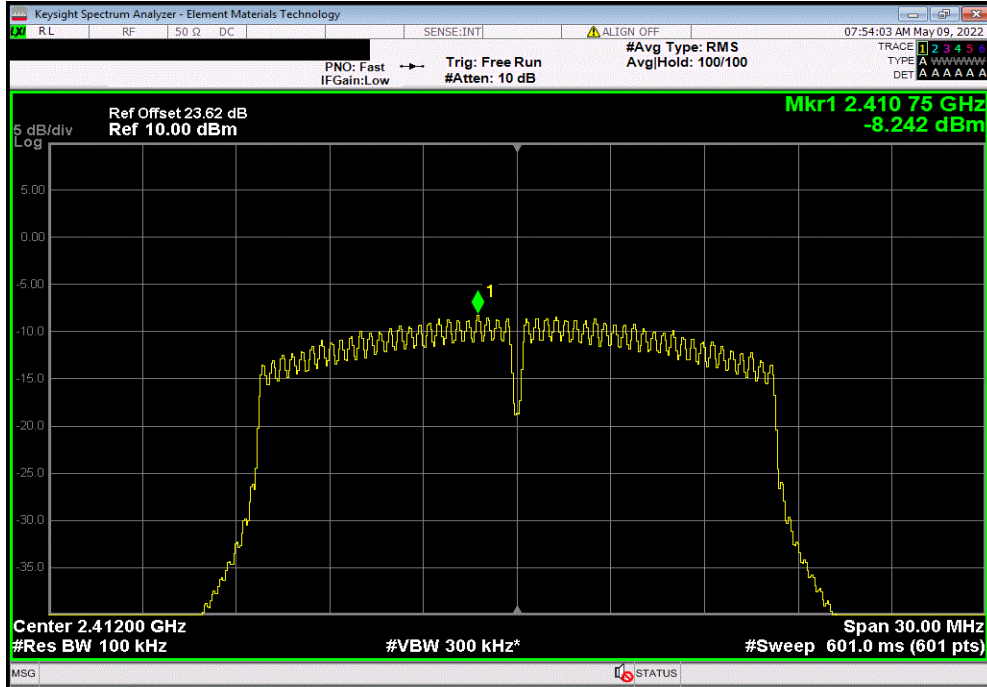 Keysight Spectrum Analyzer - Element Materials Technology
LXI RL RF 50 Ω DC SENSE:INT ALIGN OFF 07:54:03 AM May 09, 2022
#Avg Type: RMS TRACE 1 2 3 4 5 6
PNO: Fast Trig: Free Run Avg|Hold: 100/100 TYPE A WWWWW
IFGain:Low #Atten: 10 dB DET A A A A A A
Mkr1 2.410 75 GHz
Ref Offset 23.62 dB -8.242 dBm
5 dB/div Ref 10.00 dBm
Log
5.00
0.00
-5.00
1
-10.0
-15.0
-20.0
-25.0
-30.0
-35.0
Center 2.41200 GHz Span 30.00 MHz
#Res BW 100 kHz #VBW 300 kHz* #Sweep 601.0 ms (601 pts)
MSG STATUS